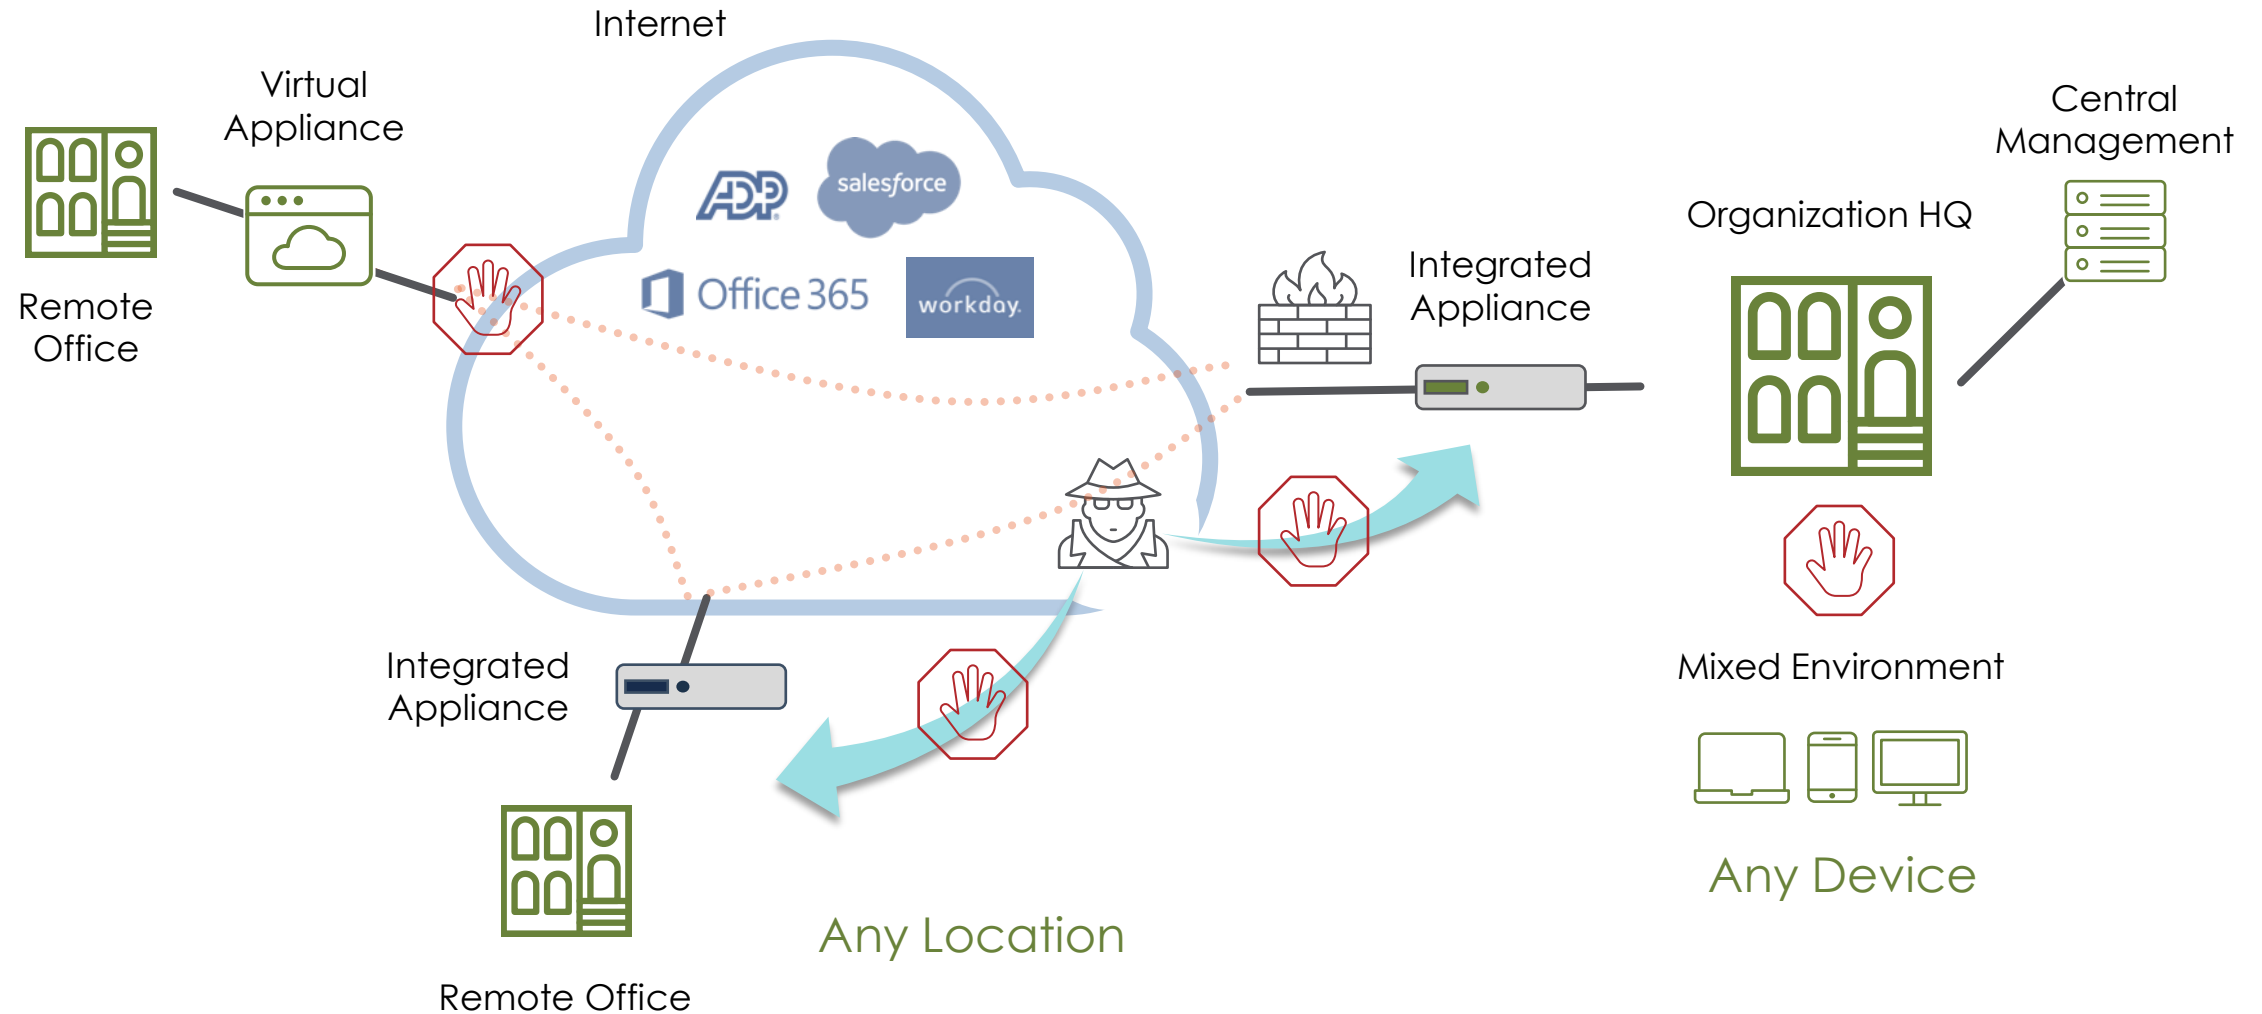 Internet
Virtual
Appliance
Remote
Office
ADP
salesforce
Office 365
workday.
Integrated
Appliance
Organization HQ
Central
Management
Integrated
Appliance
Mixed Environment
Any Device
Any Location
Remote Office